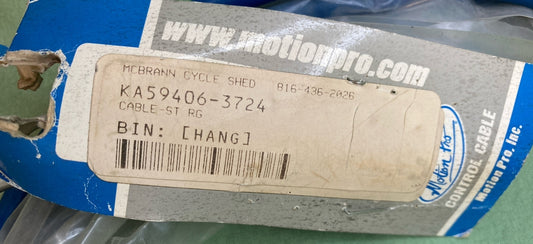 www.motionpro.com
MCBRANN CYCLE SHED 816-436-2026
KA59406-3724
CABLE-ST RG
BIN: [HANG]
Motion Pro
CONTROL CABLE
Motion Pro, Inc.